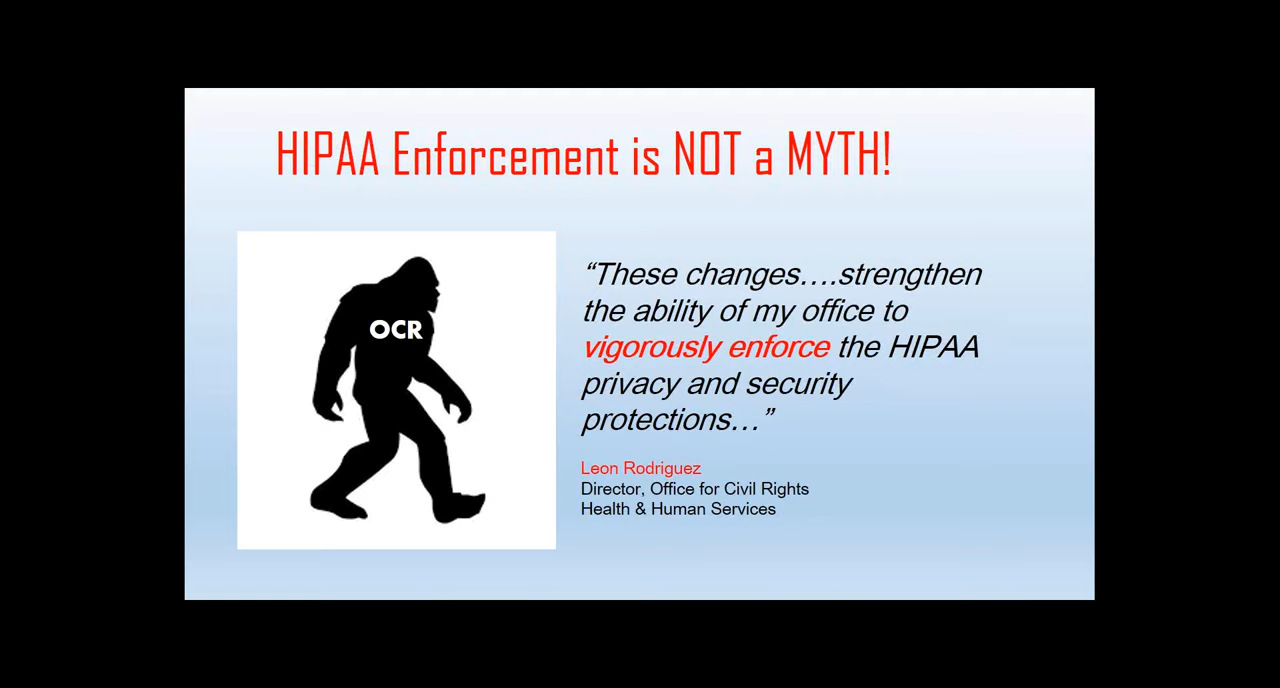 HIPAA Enforcement is NOT a MYTH!
OCR
“These changes….strengthen
the ability of my office to
vigorously enforce the HIPAA
privacy and security
protections…”
Leon Rodriguez
Director, Office for Civil Rights
Health & Human Services